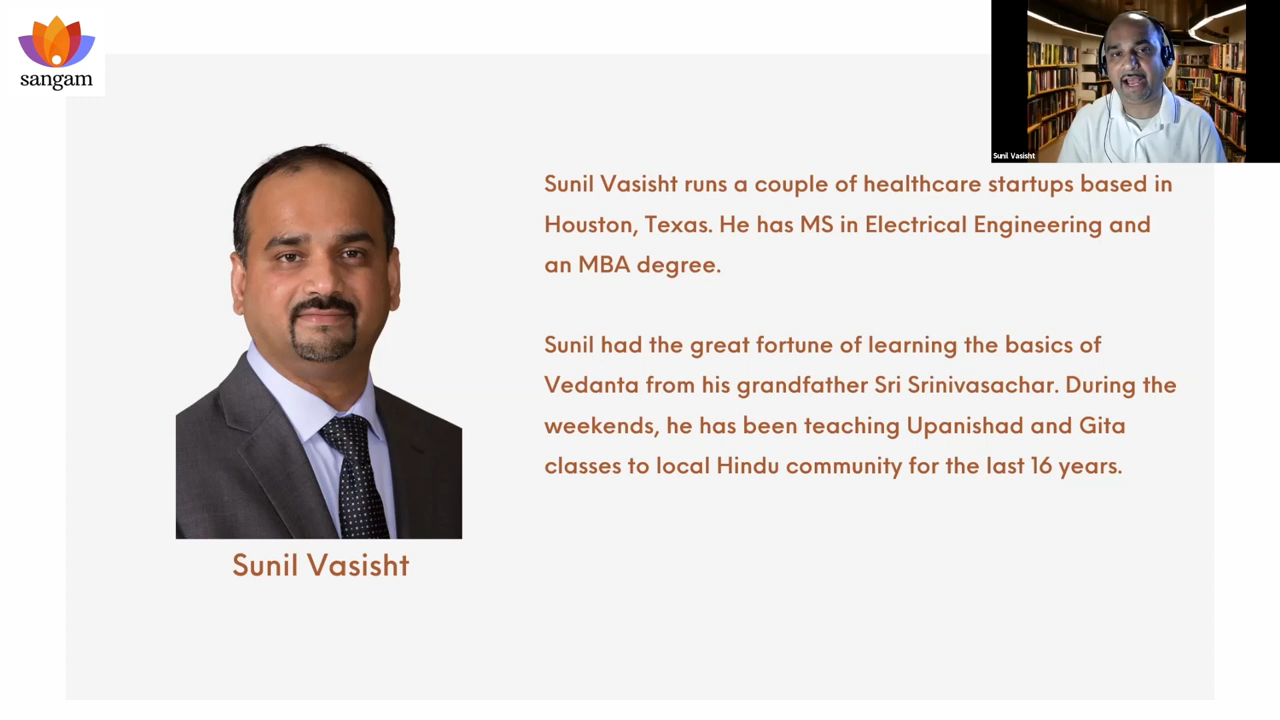 sangam
Sunil Vasisht
Sunil Vasisht runs a couple of healthcare startups based in
Houston, Texas. He has MS in Electrical Engineering and
an MBA degree.
Sunil had the great fortune of learning the basics of
Vedanta from his grandfather Sri Srinivasachar. During the
weekends, he has been teaching Upanishad and Gita
classes to local Hindu community for the last 16 years.
Sunil Vasisht